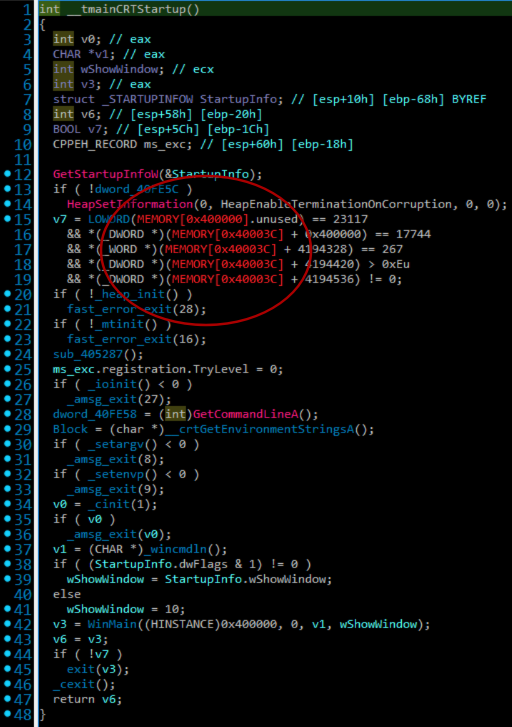 1 int __tmainCRTStartup()
2 {
3 int v0; // eax
4 CHAR *v1; // eax
5 int wShowWindow; // ecx
6 int v3; // eax
7 struct _STARTUPINFOW StartupInfo; // [esp+10h] [ebp-68h] BYREF
8 int v6; // [esp+58h] [ebp-20h]
9 BOOL v7; // [esp+5Ch] [ebp-1Ch]
10 CPPEH_RECORD ms_exc; // [esp+60h] [ebp-18h]
11
12 GetStartupInfoW(&StartupInfo);
13 if ( !dword_40FE5C )
14 HeapSetInformation(0, HeapEnableTerminationOnCorruption, 0, 0);
15 v7 = LOWORD(MEMORY[0x400000].unused) == 23117
16 && *(_DWORD *)(MEMORY[0x40003C] + 0x400000) == 17744
17 && *(_WORD *)(MEMORY[0x40003C] + 4194328) == 267
18 && *(_DWORD *)(MEMORY[0x40003C] + 4194420) > 0xEu
19 && *(_DWORD *)(MEMORY[0x40003C] + 4194536) != 0;
20 if ( !_heap_init() )
21 fast_error_exit(28);
22 if ( !_mtinit() )
23 fast_error_exit(16);
24 sub_405287();
25 ms_exc.registration.TryLevel = 0;
26 if ( _ioinit() < 0 )
27 _amsg_exit(27);
28 dword_40FE58 = (int)GetCommandLineA();
29 Block = (char *)__crtGetEnvironmentStringsA();
30 if ( _setargv() < 0 )
31 _amsg_exit(8);
32 if ( _setenvp() < 0 )
33 _amsg_exit(9);
34 v0 = _cinit(1);
35 if ( v0 )
36 _amsg_exit(v0);
37 v1 = (CHAR *)_wincmdln();
38 if ( (StartupInfo.dwFlags & 1) != 0 )
39 wShowWindow = StartupInfo.wShowWindow;
40 else
41 wShowWindow = 10;
42 v3 = WinMain((HINSTANCE)0x400000, 0, v1, wShowWindow);
43 v6 = v3;
44 if ( !v7 )
45 exit(v3);
46 _cexit();
47 return v6;
48 }